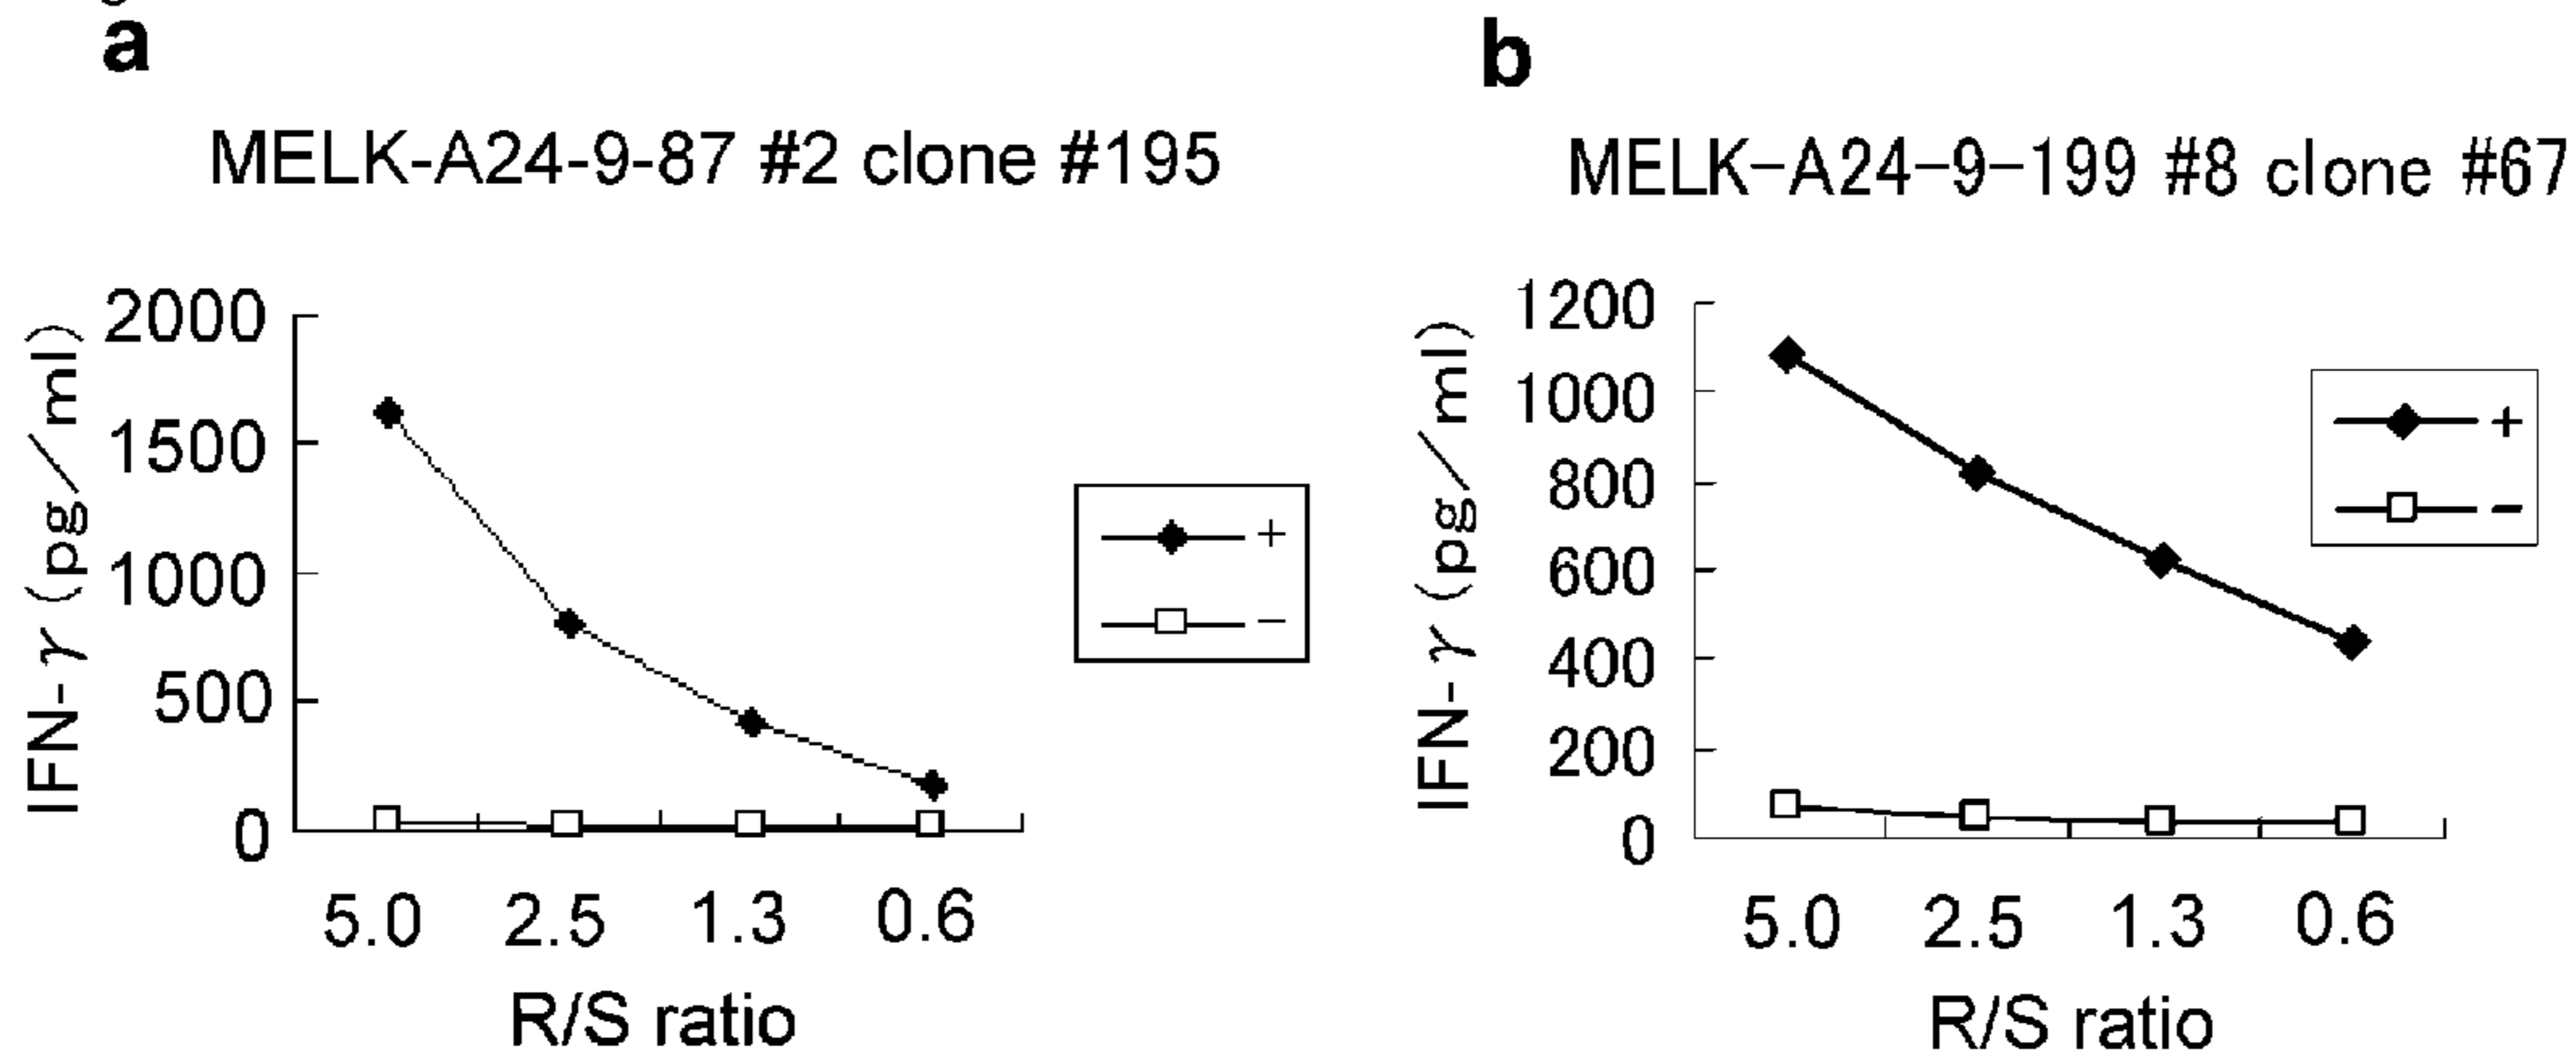 a
MELK-A24-9-87 #2 clone #195
IFN-γ (pg/ml)
2000
1500
1000
500
0
5.0 2.5 1.3 0.6
R/S ratio
+
−
b
MELK-A24-9-199 #8 clone #67
IFN-γ (pg/ml)
1200
1000
800
600
400
200
0
5.0 2.5 1.3 0.6
R/S ratio
+
−